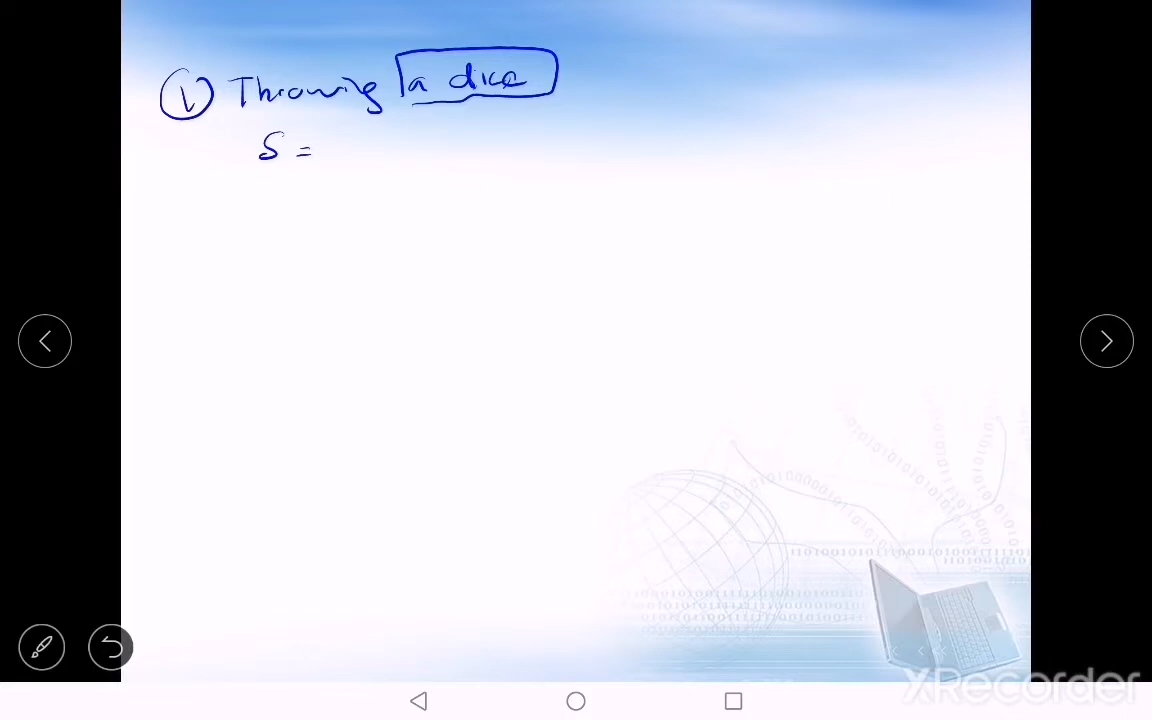 ① Throwing a dice
S =
XRecorder